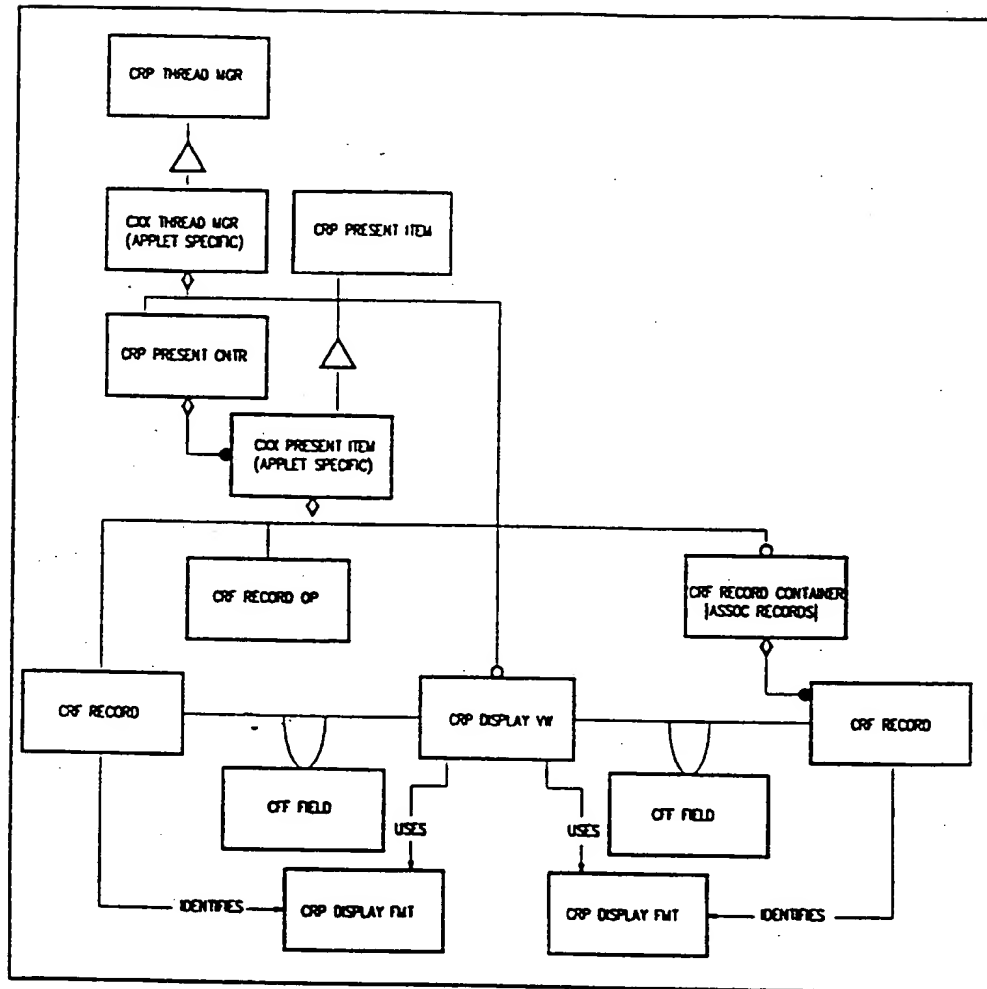 CRP THREAD MGR
CXX THREAD MGR
(APPLET SPECIFIC)
CRP PRESENT ITEM
CRP PRESENT CNTR
CXX PRESENT ITEM
(APPLET SPECIFIC)
CRF RECORD OP
CRF RECORD CONTAINER
|ASSOC RECORDS|
CRF RECORD
CRP DISPLAY VW
CRF RECORD
CFF FIELD
CFF FIELD
USES
USES
IDENTIFIES
CRP DISPLAY FMT
CRP DISPLAY FMT
IDENTIFIES